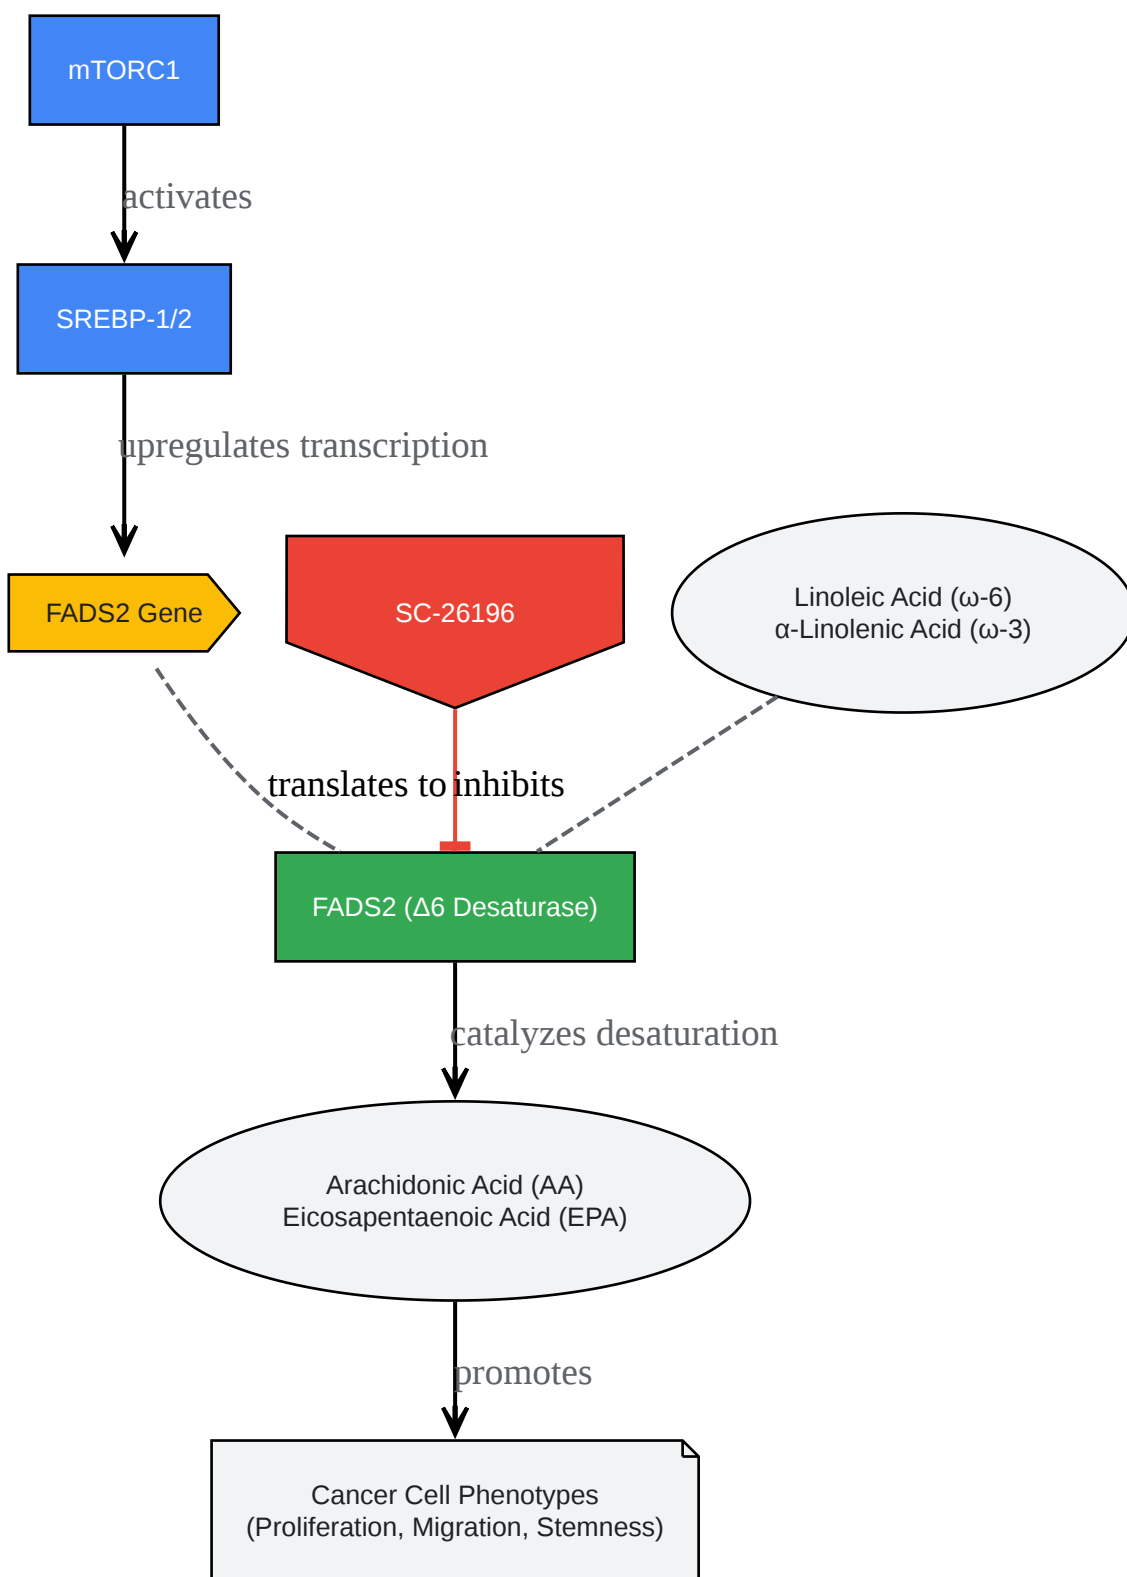 mTORC1
activates
SREBP-1/2
upregulates transcription
FADS2 Gene
SC-26196
Linoleic Acid (ω-6)
α-Linolenic Acid (ω-3)
translates to
inhibits
FADS2 (Δ6 Desaturase)
catalyzes desaturation
Arachidonic Acid (AA)
Eicosapentaenoic Acid (EPA)
promotes
Cancer Cell Phenotypes
(Proliferation, Migration, Stemness)